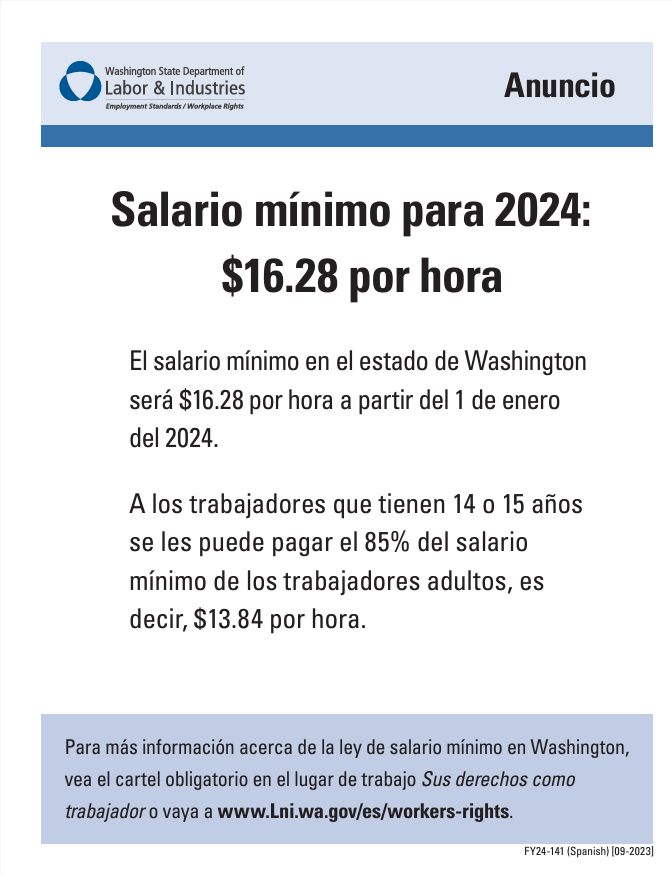 Washington State Department of
Labor & Industries
Employment Standards / Workplace Rights
Anuncio
Salario mínimo para 2024:
$16.28 por hora
El salario mínimo en el estado de Washington
será $16.28 por hora a partir del 1 de enero
del 2024.
A los trabajadores que tienen 14 o 15 años
se les puede pagar el 85% del salario
mínimo de los trabajadores adultos, es
decir, $13.84 por hora.
Para más información acerca de la ley de salario mínimo en Washington,
vea el cartel obligatorio en el lugar de trabajo Sus derechos como
trabajador o vaya a www.Lni.wa.gov/es/workers-rights.
FY24-141 (Spanish) [09-2023]